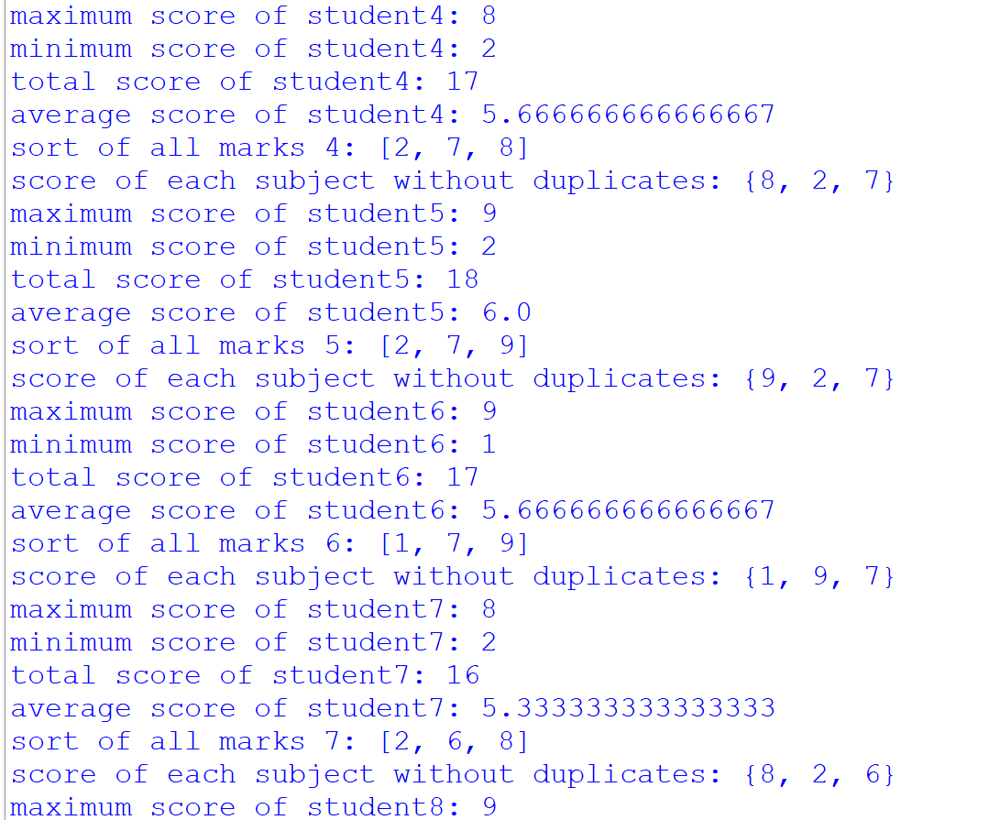 maximum score of student4: 8
minimum score of student4: 2
total score of student4: 17
average score of student4: 5.666666666666667
sort of all marks 4: [2, 7, 8]
score of each subject without duplicates: {8, 2, 7}
maximum score of student5: 9
minimum score of student5: 2
total score of student5: 18
average score of student5: 6.0
sort of all marks 5: [2, 7, 9]
score of each subject without duplicates: {9, 2, 7}
maximum score of student6: 9
minimum score of student6: 1
total score of student6: 17
average score of student6: 5.666666666666667
sort of all marks 6: [1, 7, 9]
score of each subject without duplicates: {1, 9, 7}
maximum score of student7: 8
minimum score of student7: 2
total score of student7: 16
average score of student7: 5.333333333333333
sort of all marks 7: [2, 6, 8]
score of each subject without duplicates: {8, 2, 6}
maximum score of student8: 9